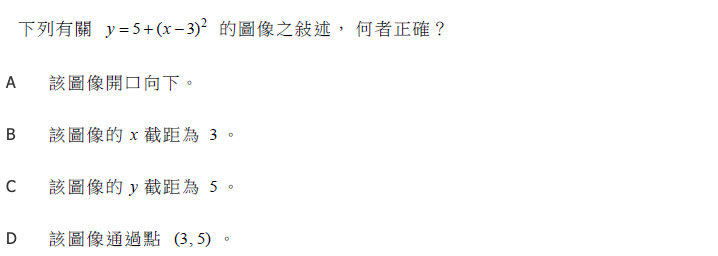 下列有關 y=5+(x−3)² 的圖像之敍述，何者正確？
A 該圖像開口向下。
B 該圖像的 x 截距為 3 。
C 該圖像的 y 截距為 5 。
D 該圖像通過點 (3,5) 。